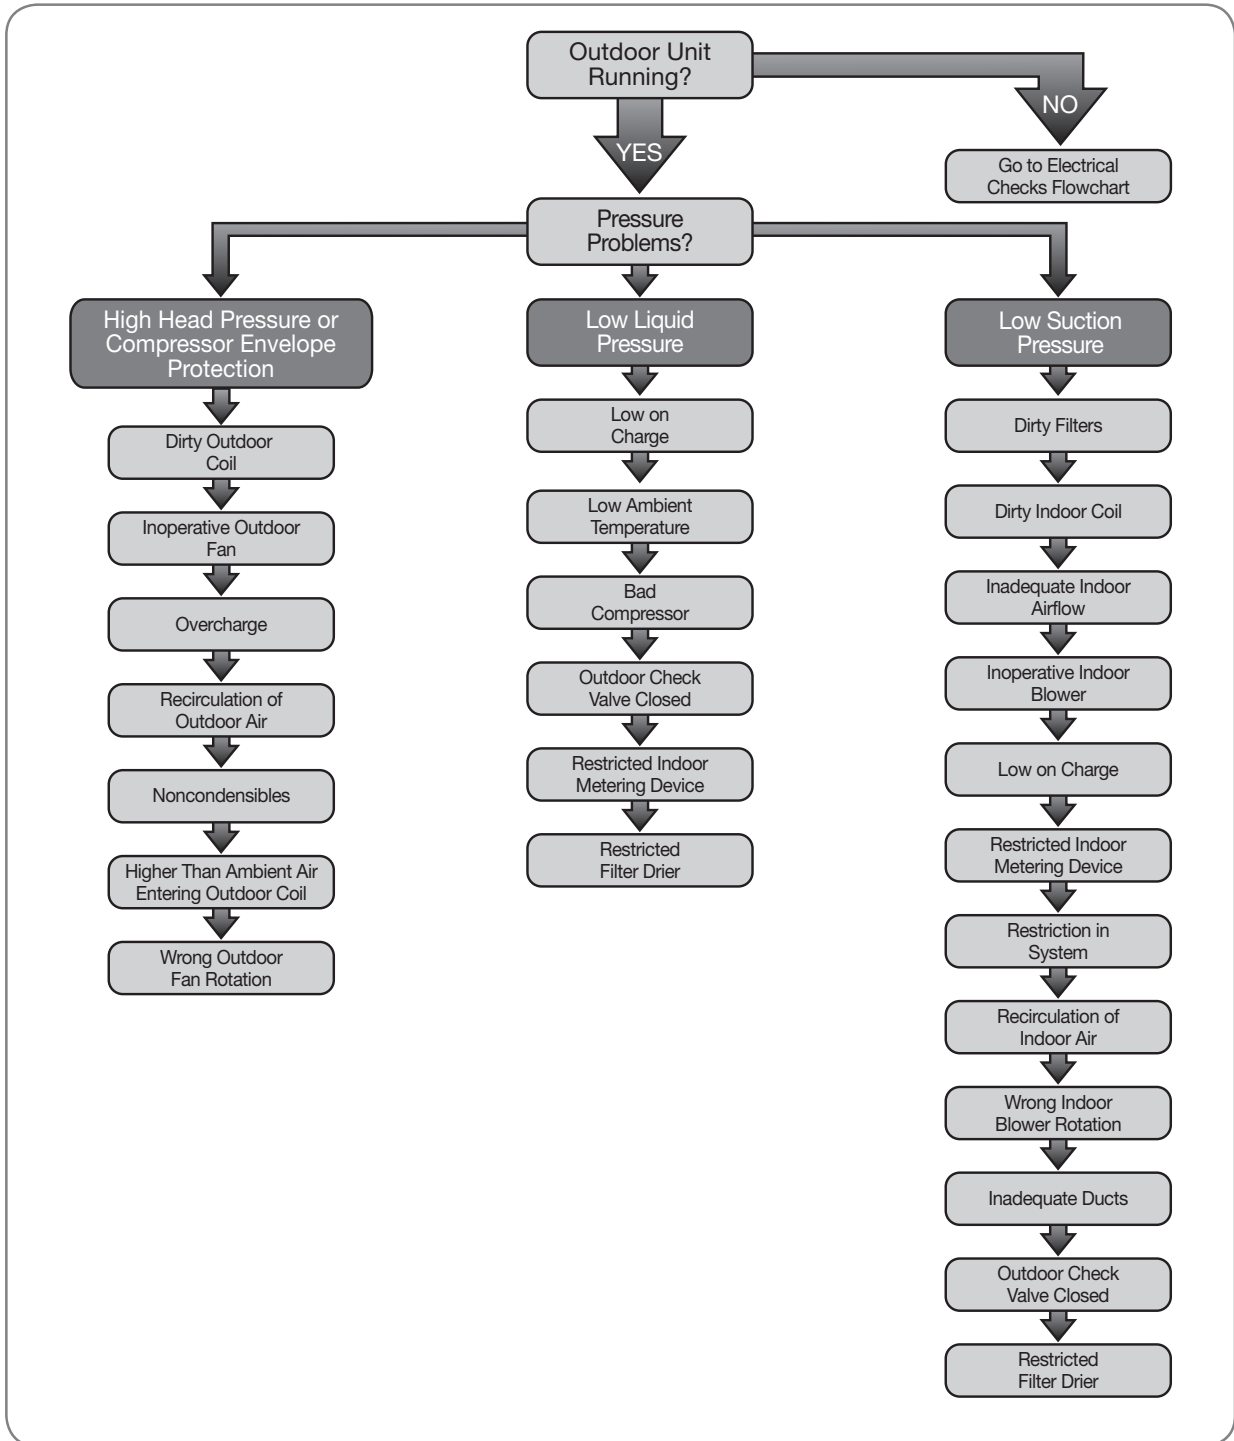 Outdoor Unit
Running?
NO
YES
Go to Electrical
Checks Flowchart
Pressure
Problems?
High Head Pressure or
Compressor Envelope
Protection
Dirty Outdoor
Coil
Inoperative Outdoor
Fan
Overcharge
Recirculation of
Outdoor Air
Noncondensibles
Higher Than Ambient Air
Entering Outdoor Coil
Wrong Outdoor
Fan Rotation
Low Liquid
Pressure
Low on
Charge
Low Ambient
Temperature
Bad
Compressor
Outdoor Check
Valve Closed
Restricted Indoor
Metering Device
Restricted
Filter Drier
Low Suction
Pressure
Dirty Filters
Dirty Indoor Coil
Inadequate Indoor
Airflow
Inoperative Indoor
Blower
Low on Charge
Restricted Indoor
Metering Device
Restriction in
System
Recirculation of
Indoor Air
Wrong Indoor
Blower Rotation
Inadequate Ducts
Outdoor Check
Valve Closed
Restricted
Filter Drier